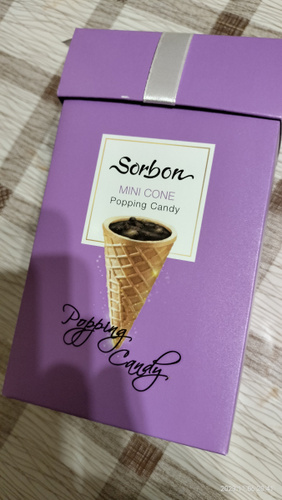 Sorbon
MINI CONE
Popping Candy
Popping
Candy